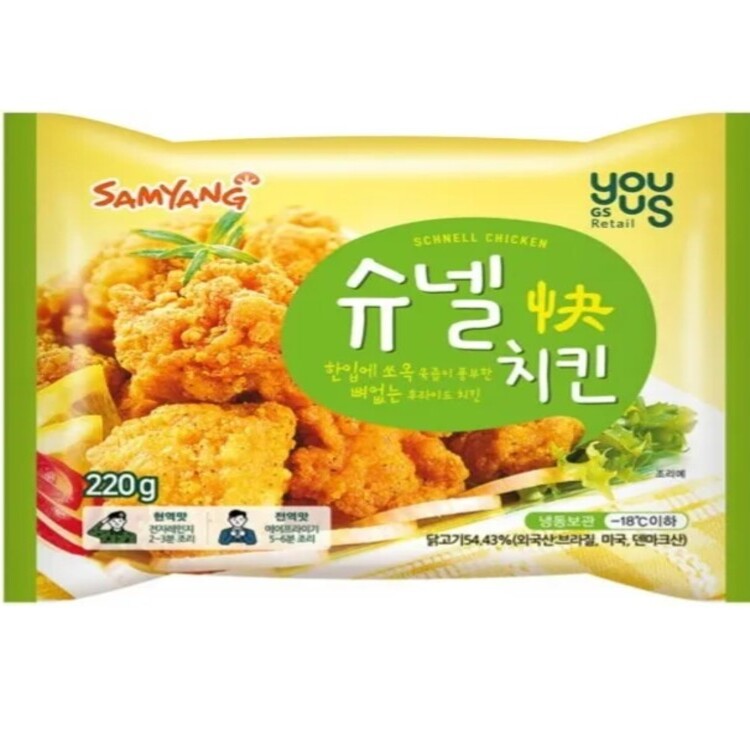 SAMYANG
you
us
GS
Retail
SCHNELL CHICKEN
슈넬 快
치킨
한입에 쏘옥 육즙이 풍부한
뼈없는 후라이드 치킨
조리예
220g
현역맛
전자레인지
2~3분 조리
전역맛
에어프라이기
5~6분 조리
냉동보관 -18℃이하
닭고기54.43%(외국산:브라질, 미국, 덴마크산)